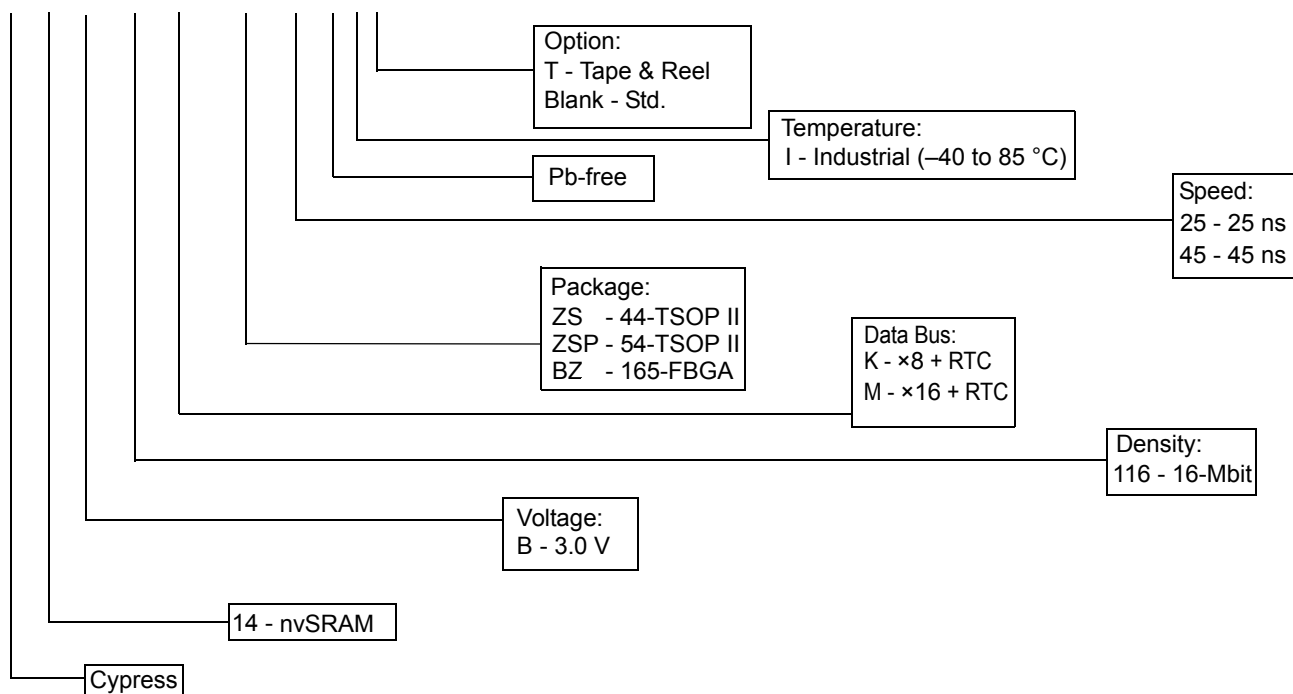 Option:
T - Tape & Reel
Blank - Std.
Temperature:
I - Industrial (–40 to 85 °C)
Pb-free
Speed:
25 - 25 ns
45 - 45 ns
Package:
ZS - 44-TSOP II
ZSP - 54-TSOP II
BZ - 165-FBGA
Data Bus:
K - ×8 + RTC
M - ×16 + RTC
Density:
116 - 16-Mbit
Voltage:
B - 3.0 V
14 - nvSRAM
Cypress